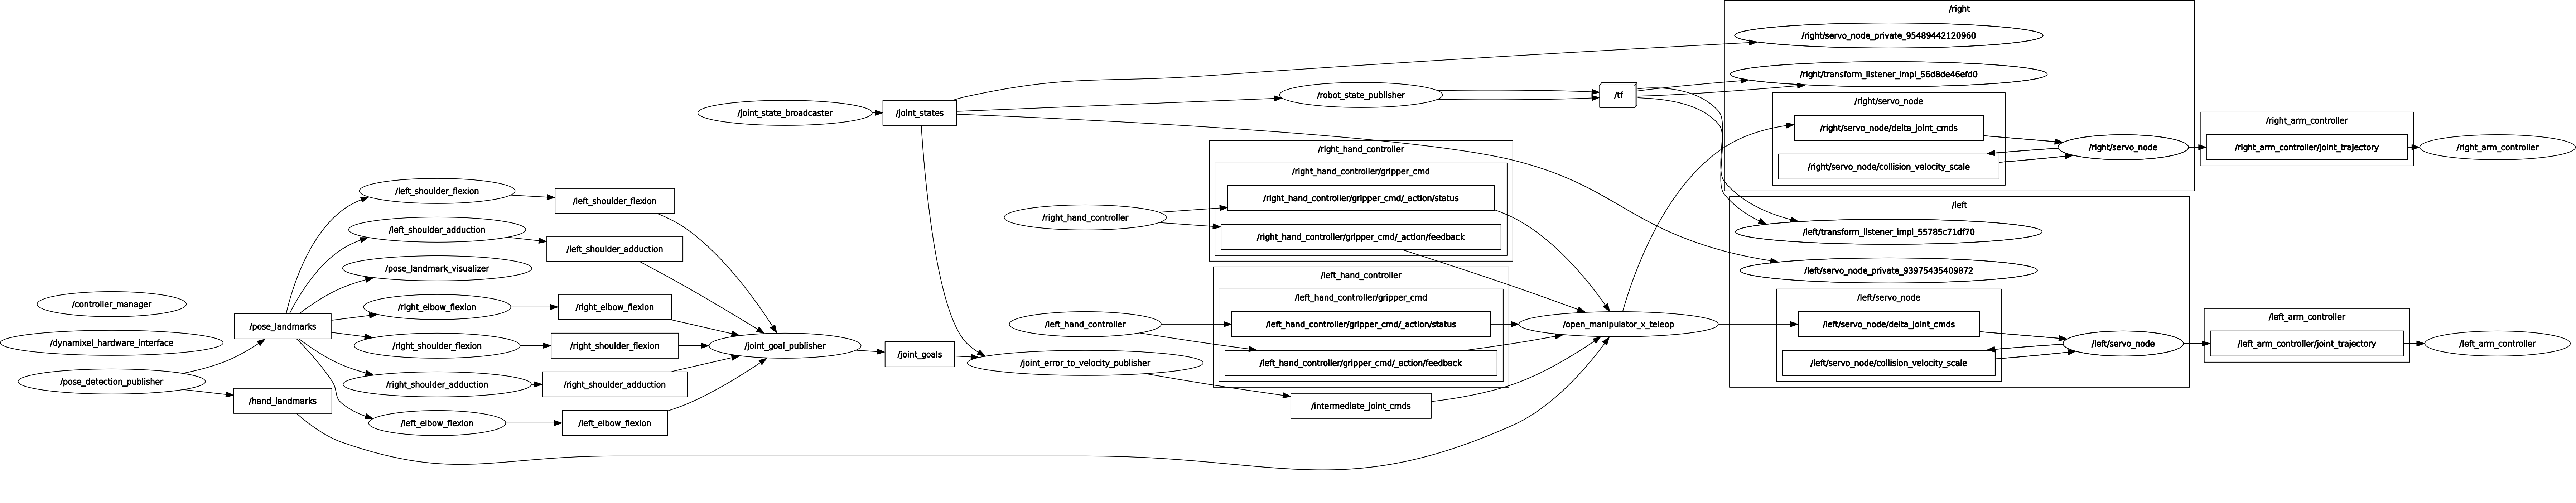 /controller_manager
/dynamixel_hardware_interface
/pose_detection_publisher
/pose_landmarks
/hand_landmarks
/left_shoulder_flexion
/left_shoulder_adduction
/pose_landmark_visualizer
/right_elbow_flexion
/right_shoulder_flexion
/right_shoulder_adduction
/left_elbow_flexion
/left_shoulder_flexion
/left_shoulder_adduction
/right_elbow_flexion
/right_shoulder_flexion
/right_shoulder_adduction
/left_elbow_flexion
/joint_state_broadcaster
/joint_goal_publisher
/joint_states
/joint_goals
/joint_error_to_velocity_publisher
/right_hand_controller
/left_hand_controller
/robot_state_publisher
/right_hand_controller
/right_hand_controller/gripper_cmd
/right_hand_controller/gripper_cmd/_action/status
/right_hand_controller/gripper_cmd/_action/feedback
/left_hand_controller
/left_hand_controller/gripper_cmd
/left_hand_controller/gripper_cmd/_action/status
/left_hand_controller/gripper_cmd/_action/feedback
/intermediate_joint_cmds
/tf
/open_manipulator_x_teleop
/right
/right/servo_node_private_95489442120960
/right/transform_listener_impl_56d8de46efd0
/right/servo_node
/right/servo_node/delta_joint_cmds
/right/servo_node/collision_velocity_scale
/right/servo_node
/left
/left/transform_listener_impl_55785c71df70
/left/servo_node_private_93975435409872
/left/servo_node
/left/servo_node/delta_joint_cmds
/left/servo_node/collision_velocity_scale
/left/servo_node
/right_arm_controller
/right_arm_controller/joint_trajectory
/right_arm_controller
/left_arm_controller
/left_arm_controller/joint_trajectory
/left_arm_controller